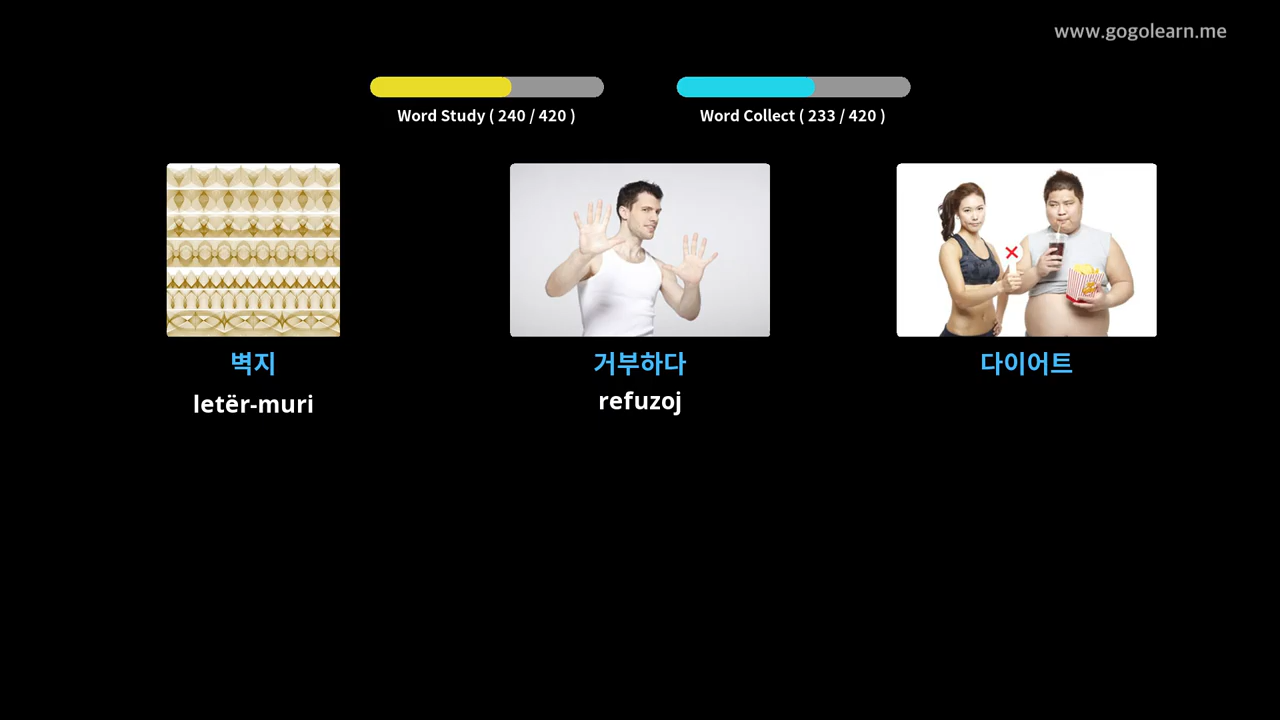 www.gogolearn.me
Word Study ( 240 / 420 )
Word Collect ( 233 / 420 )
벽지
거부하다
다이어트
letër-muri
refuzoj